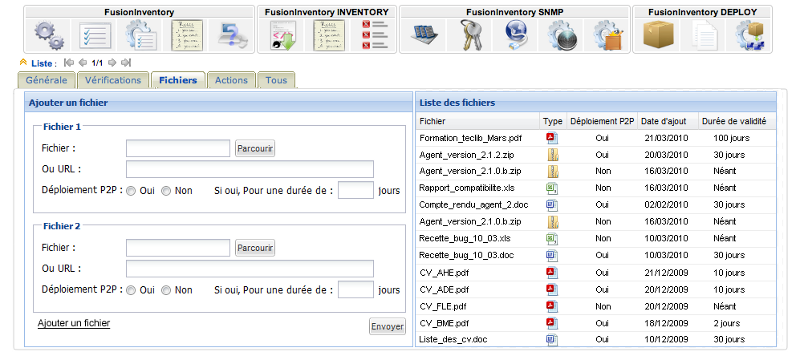 FusionInventory
FusionInventory INVENTORY
FusionInventory SNMP
FusionInventory DEPLOY
Liste : 1/1
Générale Vérifications Fichiers Actions Tous
Ajouter un fichier
Fichier 1
Fichier : Parcourir
Ou URL :
Déploiement P2P : Oui Non Si oui, Pour une durée de : jours
Fichier 2
Fichier : Parcourir
Ou URL :
Déploiement P2P : Oui Non Si oui, Pour une durée de : jours
Ajouter un fichier
Envoyer
Liste des fichiers
Fichier Type Déploiement P2P Date d'ajout Durée de validité
Formation_teclib_Mars.pdf Oui 21/03/2010 100 jours
Agent_version_2.1.2.zip Oui 20/03/2010 30 jours
Agent_version_2.1.0.b.zip Non 16/03/2010 Néant
Rapport_compatibilite.xls Non 16/03/2010 Néant
Compte_rendu_agent_2.doc Oui 02/02/2010 30 jours
Agent_version_2.1.0.b.zip Non 16/03/2010 Néant
Recette_bug_10_03.xls Non 10/03/2010 Néant
Recette_bug_10_03.doc Oui 10/03/2010 30 jours
CV_AHE.pdf Oui 21/12/2009 10 jours
CV_ADE.pdf Oui 20/12/2009 10 jours
CV_FLE.pdf Non 20/12/2009 Néant
CV_BME.pdf Oui 18/12/2009 2 jours
Liste_des_cv.doc Oui 10/12/2009 30 jours